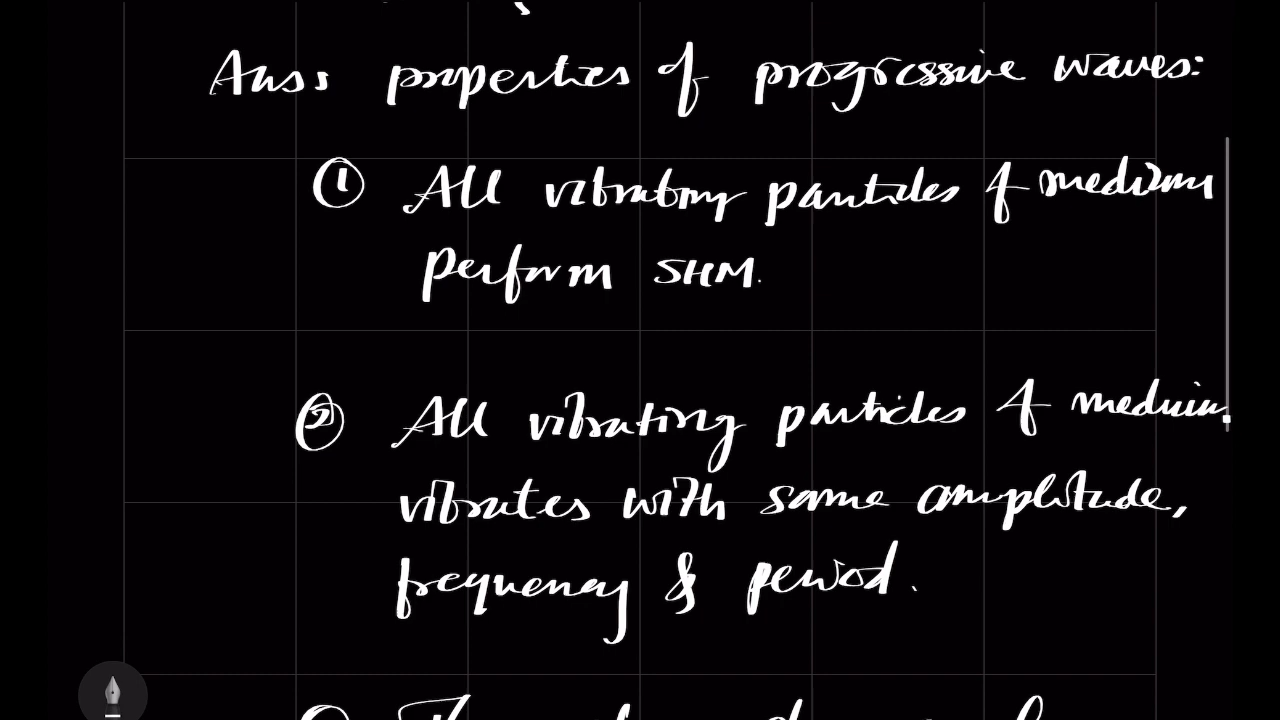 Ans: properties of progressive waves:
① All vibrating particles of medium
perform SHM.
② All vibrating particles of medium
vibrates with same amplitude,
frequency & period.